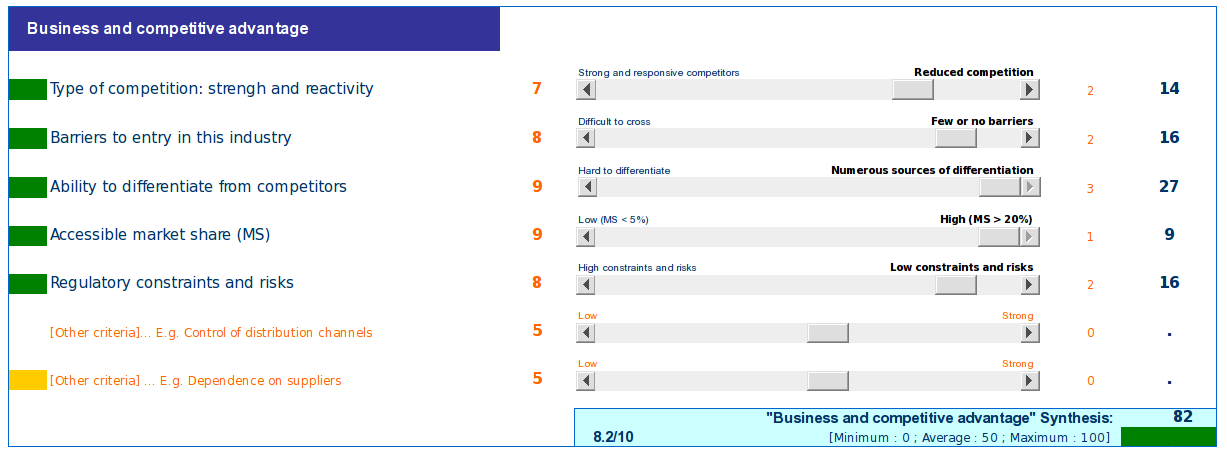 Business and competitive advantage
Strong and responsive competitors Reduced competition
Type of competition: strengh and reactivity 7 2 14
Difficult to cross Few or no barriers
Barriers to entry in this industry 8 2 16
Hard to differentiate Numerous sources of differentiation
Ability to differentiate from competitors 9 3 27
Low (MS < 5%) High (MS > 20%)
Accessible market share (MS) 9 1 9
High constraints and risks Low constraints and risks
Regulatory constraints and risks 8 2 16
Low Strong
[Other criteria]... E.g. Control of distribution channels 5 0 .
Low Strong
[Other criteria] ... E.g. Dependence on suppliers 5 0 .
"Business and competitive advantage" Synthesis: 82
8.2/10 [Minimum : 0 ; Average : 50 ; Maximum : 100]